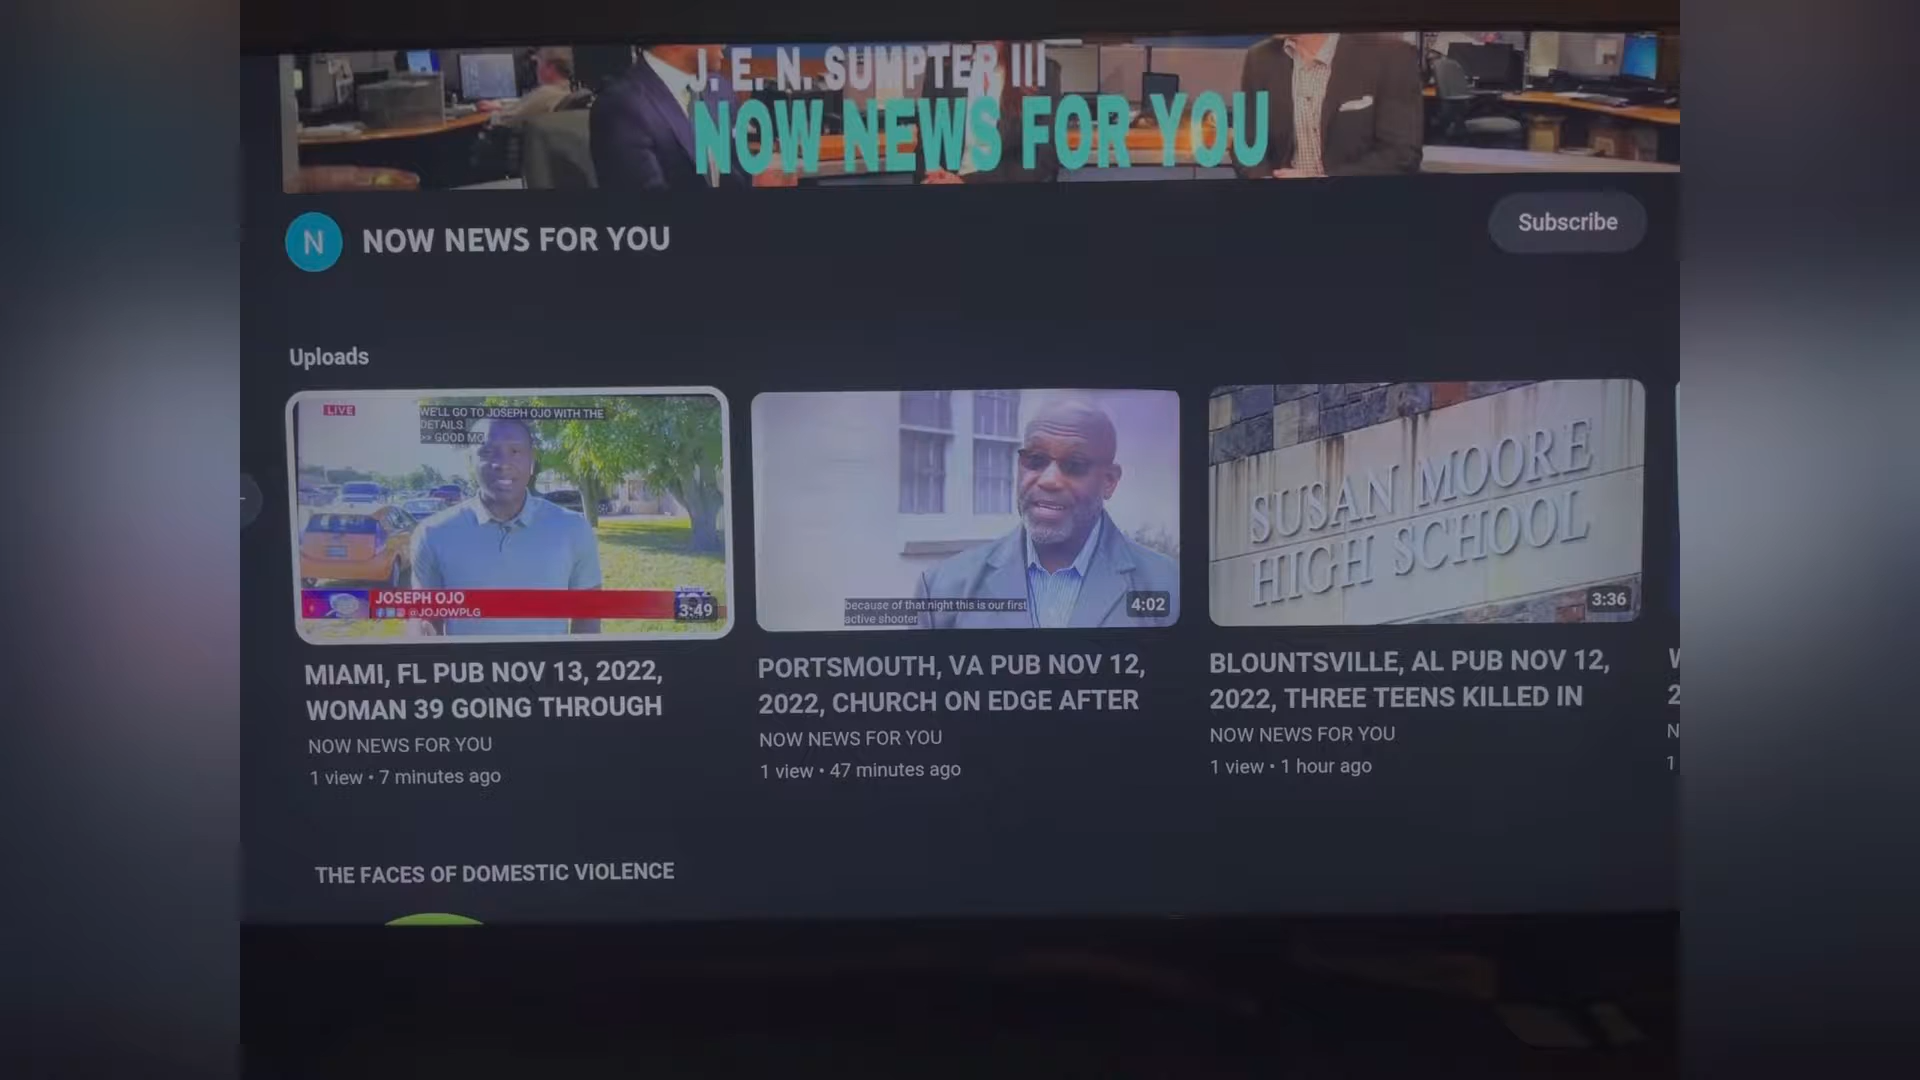 J. E. N. SUMPTER III
NOW NEWS FOR YOU
N
NOW NEWS FOR YOU
Subscribe
Uploads
LIVE
WE'LL GO TO JOSEPH OJO WITH THE
DETAILS.
>> GOOD MO
JOSEPH OJO
@JOJOWPLG
3:49
because of that night this is our first
active shooter
4:02
SUSAN MOORE
HIGH SCHOOL
3:36
MIAMI, FL PUB NOV 13, 2022,
WOMAN 39 GOING THROUGH
NOW NEWS FOR YOU
1 view • 7 minutes ago
PORTSMOUTH, VA PUB NOV 12,
2022, CHURCH ON EDGE AFTER
NOW NEWS FOR YOU
1 view • 47 minutes ago
BLOUNTSVILLE, AL PUB NOV 12,
2022, THREE TEENS KILLED IN
NOW NEWS FOR YOU
1 view • 1 hour ago
THE FACES OF DOMESTIC VIOLENCE